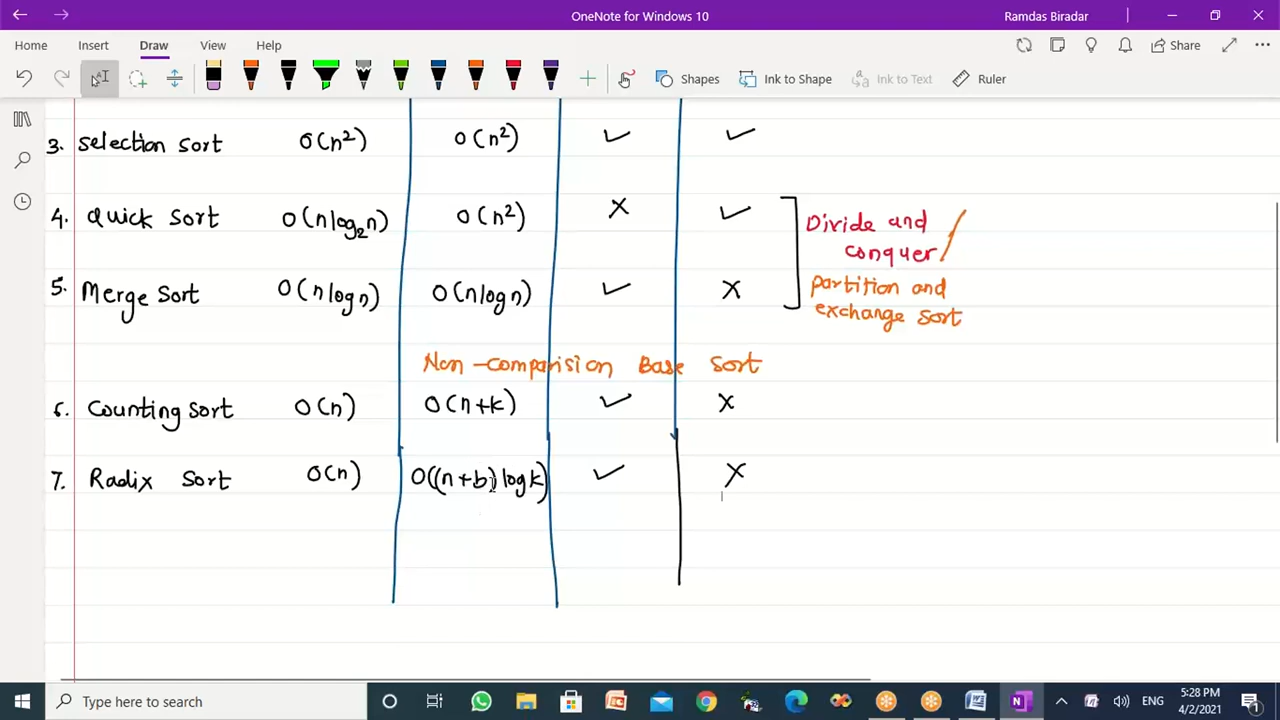 OneNote for Windows 10
Ramdas Biradar
Home Insert Draw View Help
Share
Shapes Ink to Shape Ink to Text Ruler
3. selection sort O(n²) O(n²) ✓ ✓
4. Quick Sort O(nlog₂n) O(n²) ✗ ✓
Divide and
conquer /
5. Merge Sort O(nlogn) O(nlogn) ✓ ✗
partition and
exchange sort
Non-comparision Base Sort
6. Counting sort O(n) O(n+k) ✓ ✗
7. Radix Sort O(n) O((n+b)logk) ✓ ✗
Type here to search
ENG
5:28 PM
4/2/2021